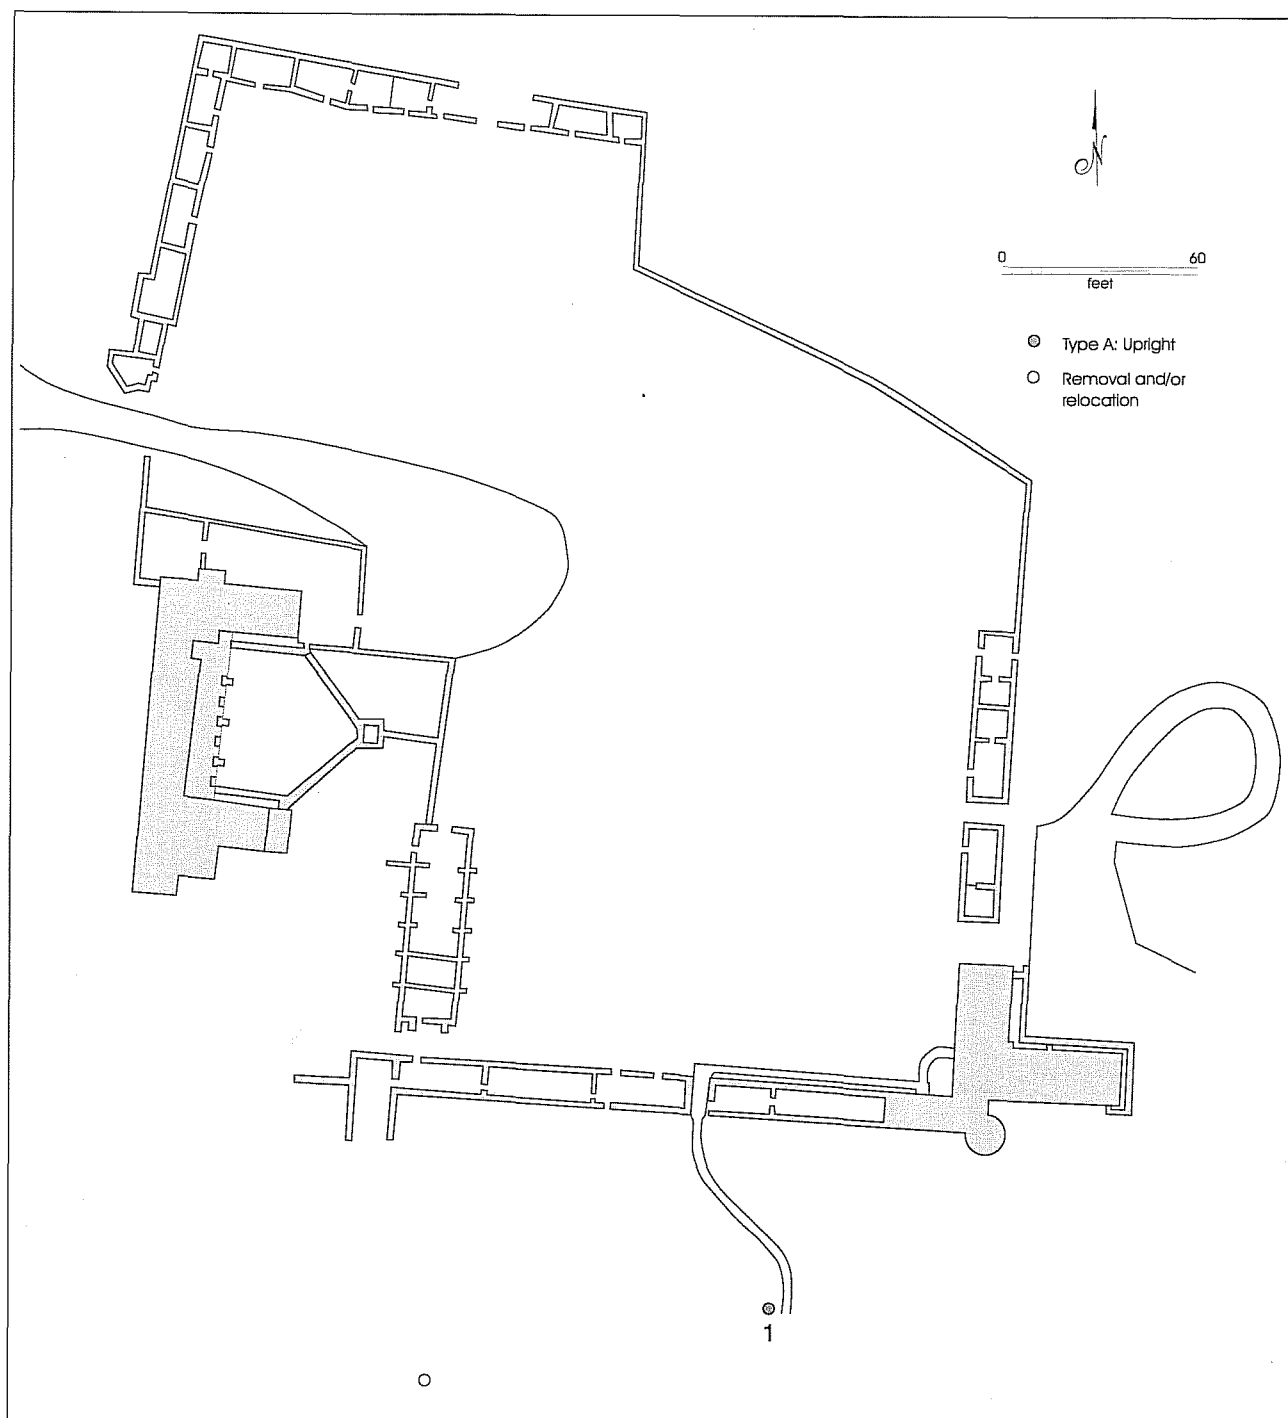 N
0 60
feet
Type A: Upright
Removal and/or
relocation
1